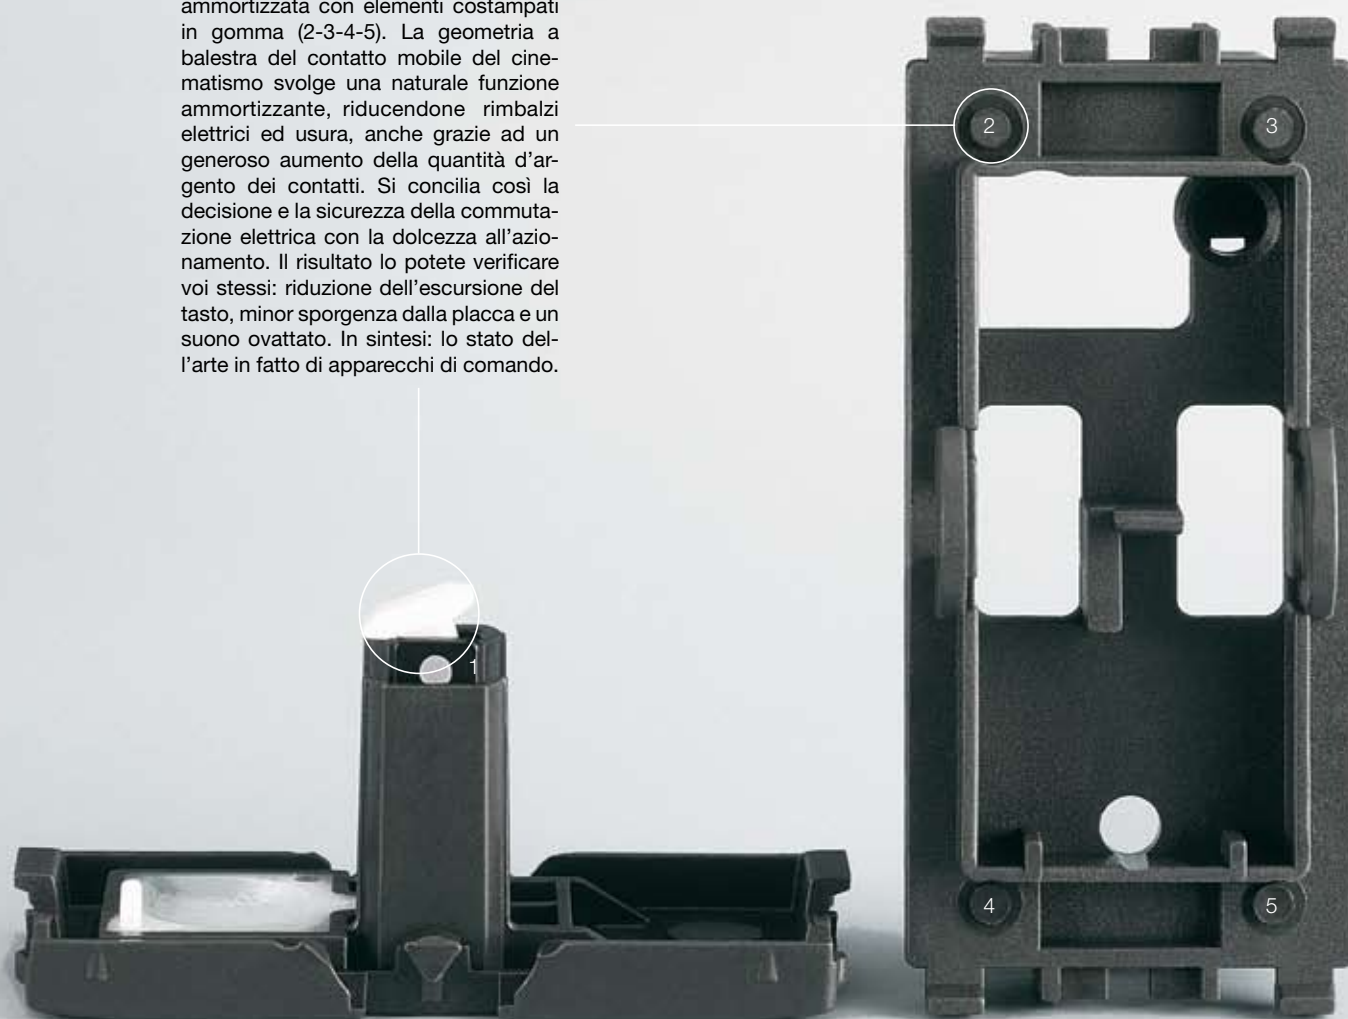 ammortizzata con elementi costampati
in gomma (2-3-4-5). La geometria a
balestra del contatto mobile del cine-
matismo svolge una naturale funzione
ammortizzante, riducendone rimbalzi
elettrici ed usura, anche grazie ad un
generoso aumento della quantità d'ar-
gento dei contatti. Si concilia così la
decisione e la sicurezza della commuta-
zione elettrica con la dolcezza all'azio-
namento. Il risultato lo potete verificare
voi stessi: riduzione dell'escursione del
tasto, minor sporgenza dalla placca e un
suono ovattato. In sintesi: lo stato del-
l'arte in fatto di apparecchi di comando.
2
3
1
4
5